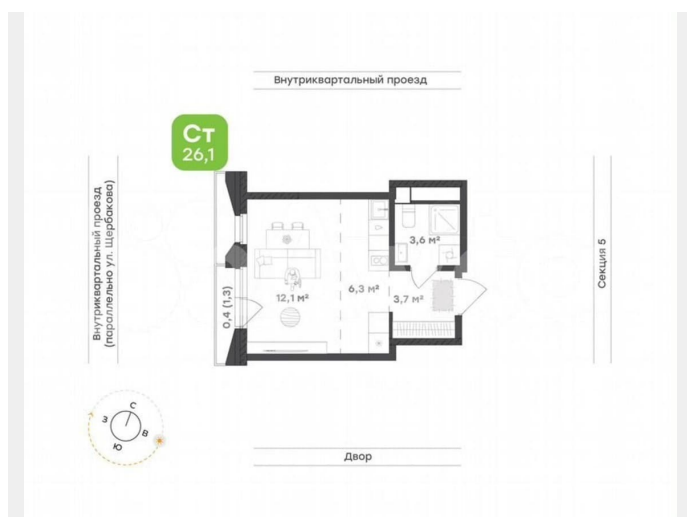 Внутриквартальный проезд
Ст
26,1
Внутриквартальный проезд
(параллельно ул. Щербакова)
3,6 м²
6,3 м²
12,1 м²
3,7 м²
0,4 (1,3)
Секция 5
С
З
В
Ю
Двор